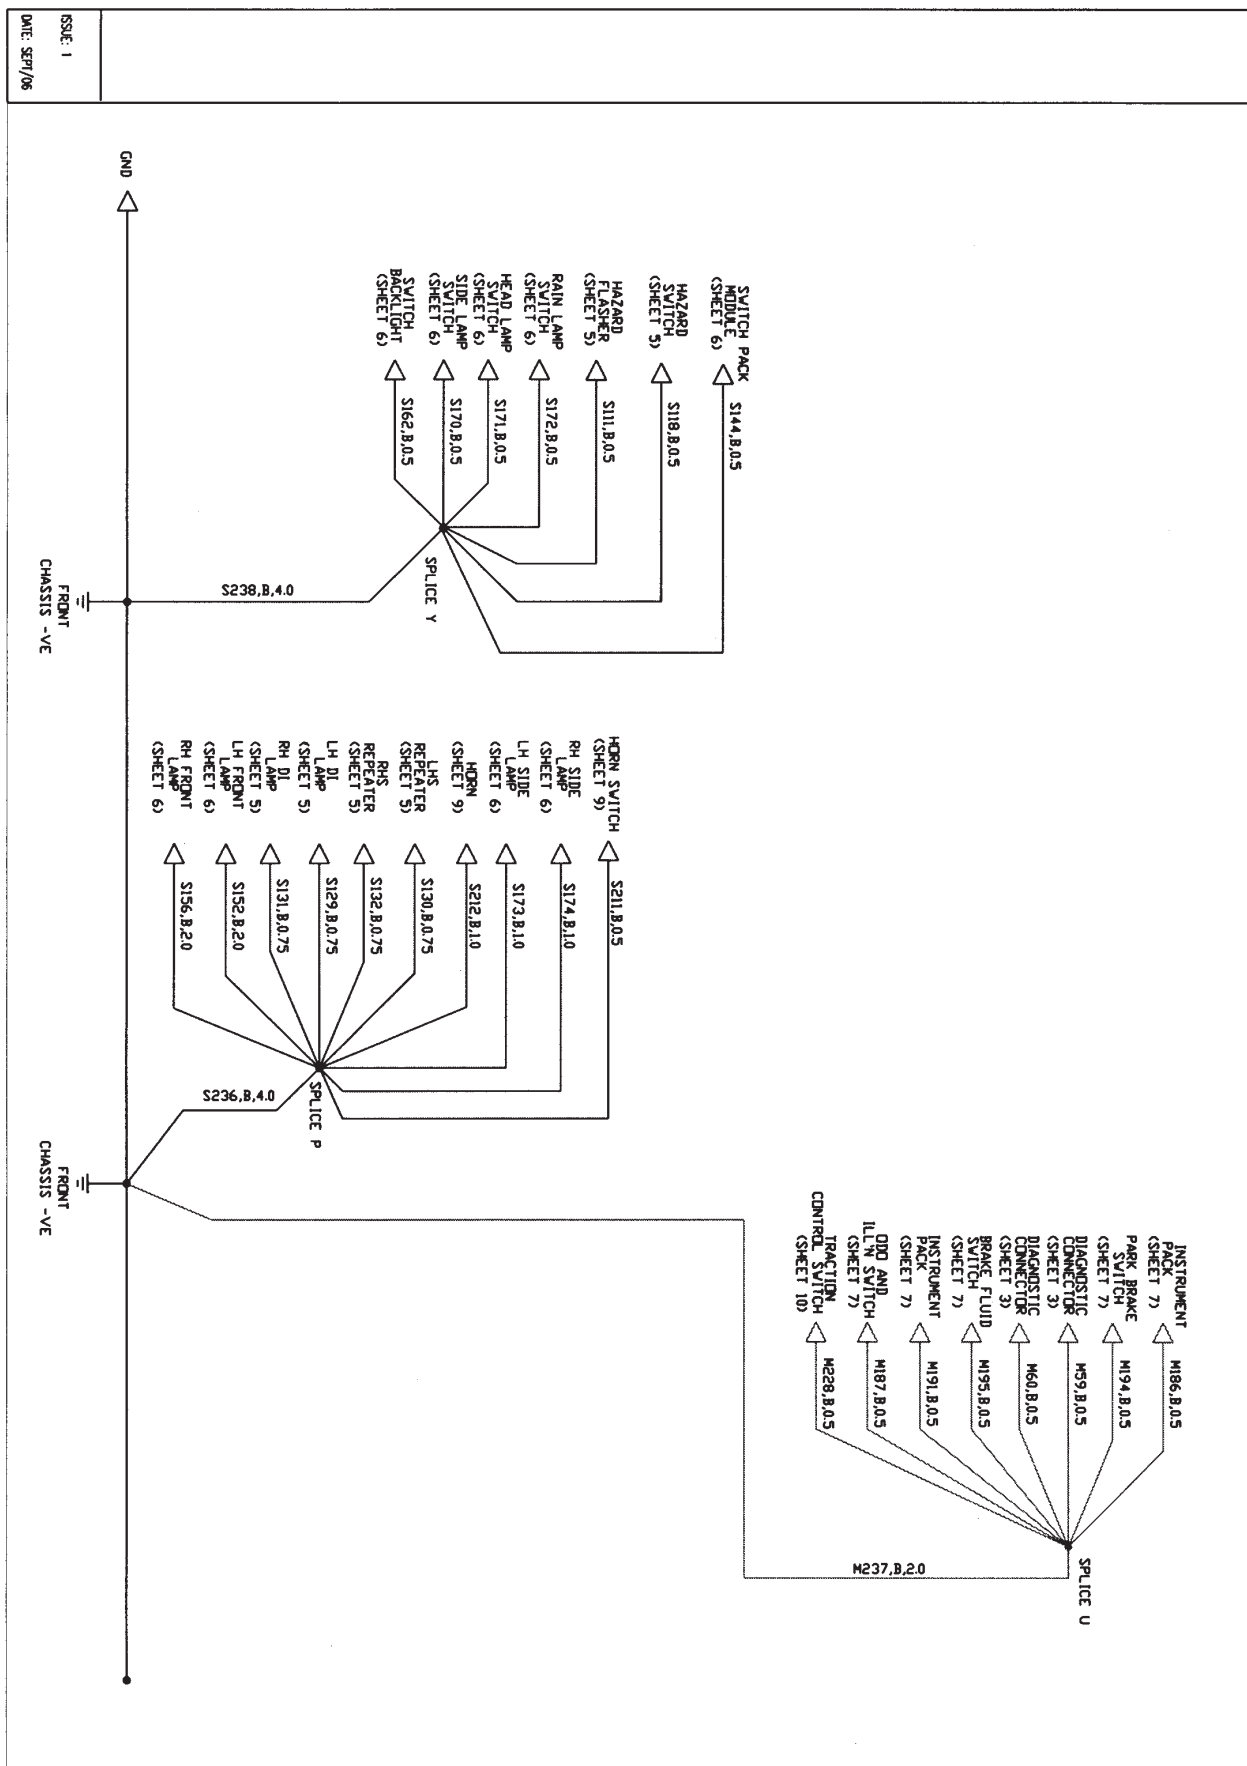 ISSUE: 1
DATE: SEPT/06
GND
SWITCH PACK
MODULE
(SHEET 6)
S144,B,0.5
HAZARD
SWITCH
(SHEET 5)
S118,B,0.5
HAZARD
FLASHER
(SHEET 5)
S111,B,0.5
RAIN LAMP
SWITCH
(SHEET 6)
S172,B,0.5
HEAD LAMP
SWITCH
(SHEET 6)
S171,B,0.5
SIDE LAMP
SWITCH
(SHEET 6)
S170,B,0.5
SWITCH
BACKLIGHT
(SHEET 6)
S162,B,0.5
SPLICE Y
S238,B,4.0
FRONT
CHASSIS -VE
HORN SWITCH
(SHEET 9)
S211,B,0.5
RH SIDE
LAMP
(SHEET 6)
S174,B,1.0
LH SIDE
LAMP
(SHEET 6)
S173,B,1.0
HORN
(SHEET 9)
S212,B,1.0
LHS
REPEATER
(SHEET 5)
S130,B,0.75
RHS
REPEATER
(SHEET 5)
S132,B,0.75
LH DI
LAMP
(SHEET 5)
S129,B,0.75
RH DI
LAMP
(SHEET 5)
S131,B,0.75
LH FRONT
LAMP
(SHEET 6)
S152,B,2.0
RH FRONT
LAMP
(SHEET 6)
S156,B,2.0
SPLICE P
S236,B,4.0
FRONT
CHASSIS -VE
INSTRUMENT
PACK
(SHEET 7)
M186,B,0.5
PARK BRAKE
SWITCH
(SHEET 7)
M194,B,0.5
DIAGNOSTIC
CONNECTOR
(SHEET 3)
M59,B,0.5
DIAGNOSTIC
CONNECTOR
(SHEET 3)
M60,B,0.5
BRAKE FLUID
SWITCH
(SHEET 7)
M195,B,0.5
INSTRUMENT
PACK
(SHEET 7)
M191,B,0.5
ODO AND
ILL'N SWITCH
(SHEET 7)
M187,B,0.5
TRACTION
CONTROL SWITCH
(SHEET 10)
M228,B,0.5
SPLICE U
M237,B,2.0